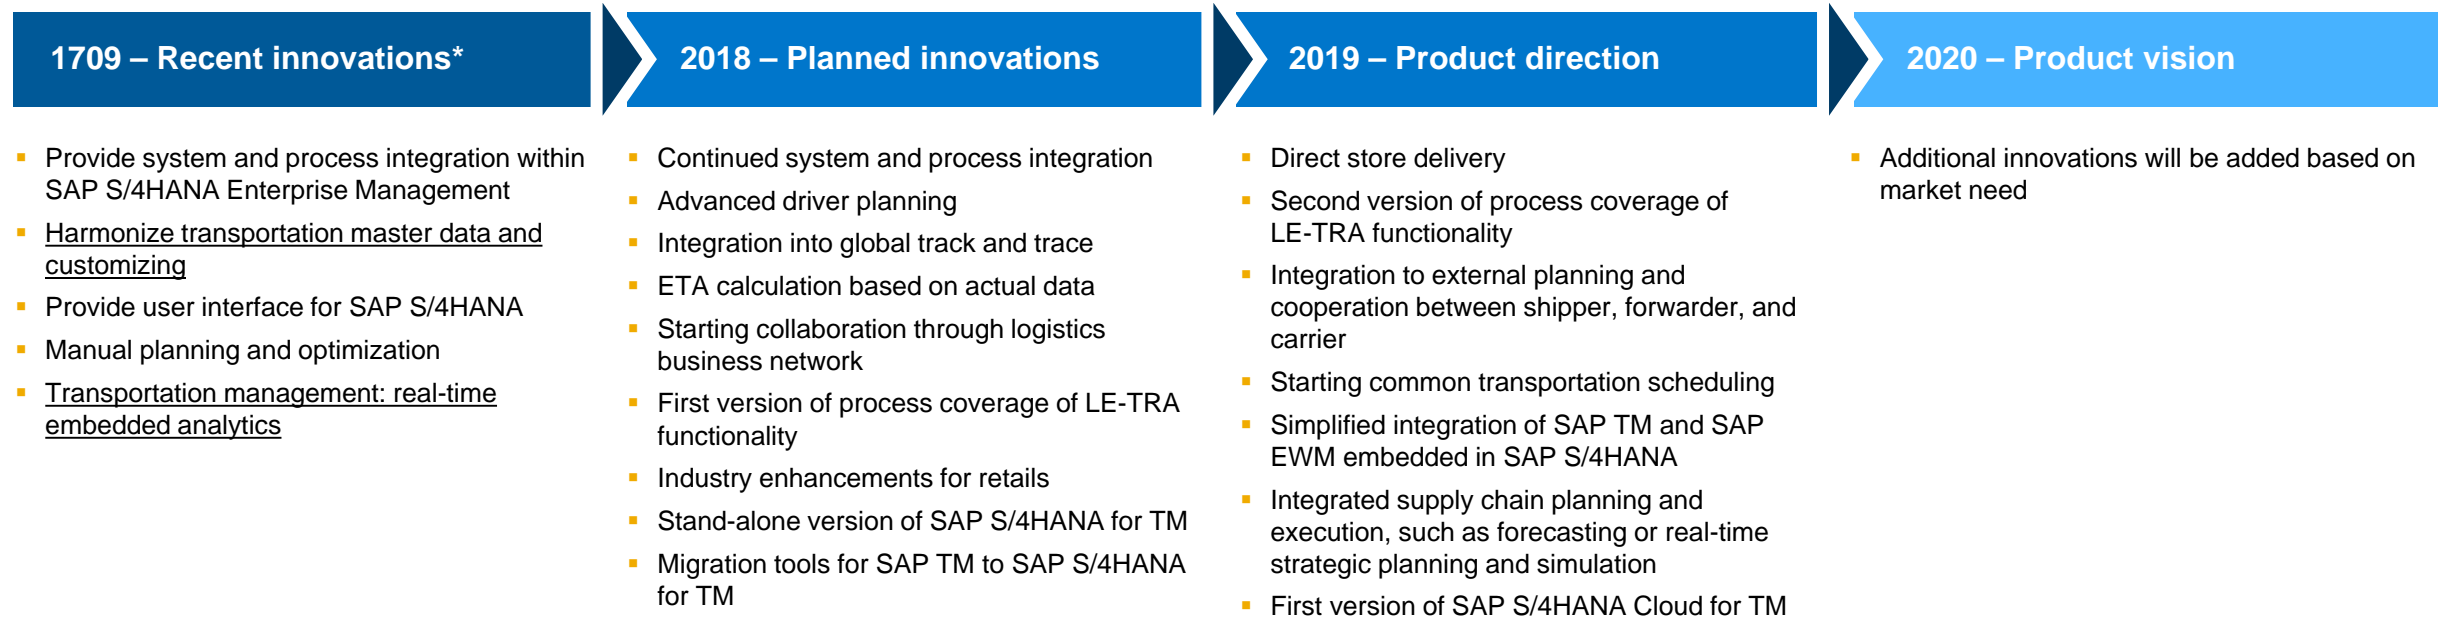 1709 – Recent innovations*
Provide system and process integration within
SAP S/4HANA Enterprise Management
Harmonize transportation master data and
customizing
Provide user interface for SAP S/4HANA
Manual planning and optimization
Transportation management: real-time
embedded analytics
2018 – Planned innovations
Continued system and process integration
Advanced driver planning
Integration into global track and trace
ETA calculation based on actual data
Starting collaboration through logistics
business network
First version of process coverage of LE-TRA
functionality
Industry enhancements for retails
Stand-alone version of SAP S/4HANA for TM
Migration tools for SAP TM to SAP S/4HANA
for TM
2019 – Product direction
Direct store delivery
Second version of process coverage of
LE-TRA functionality
Integration to external planning and
cooperation between shipper, forwarder, and
carrier
Starting common transportation scheduling
Simplified integration of SAP TM and SAP
EWM embedded in SAP S/4HANA
Integrated supply chain planning and
execution, such as forecasting or real-time
strategic planning and simulation
First version of SAP S/4HANA Cloud for TM
2020 – Product vision
Additional innovations will be added based on
market need